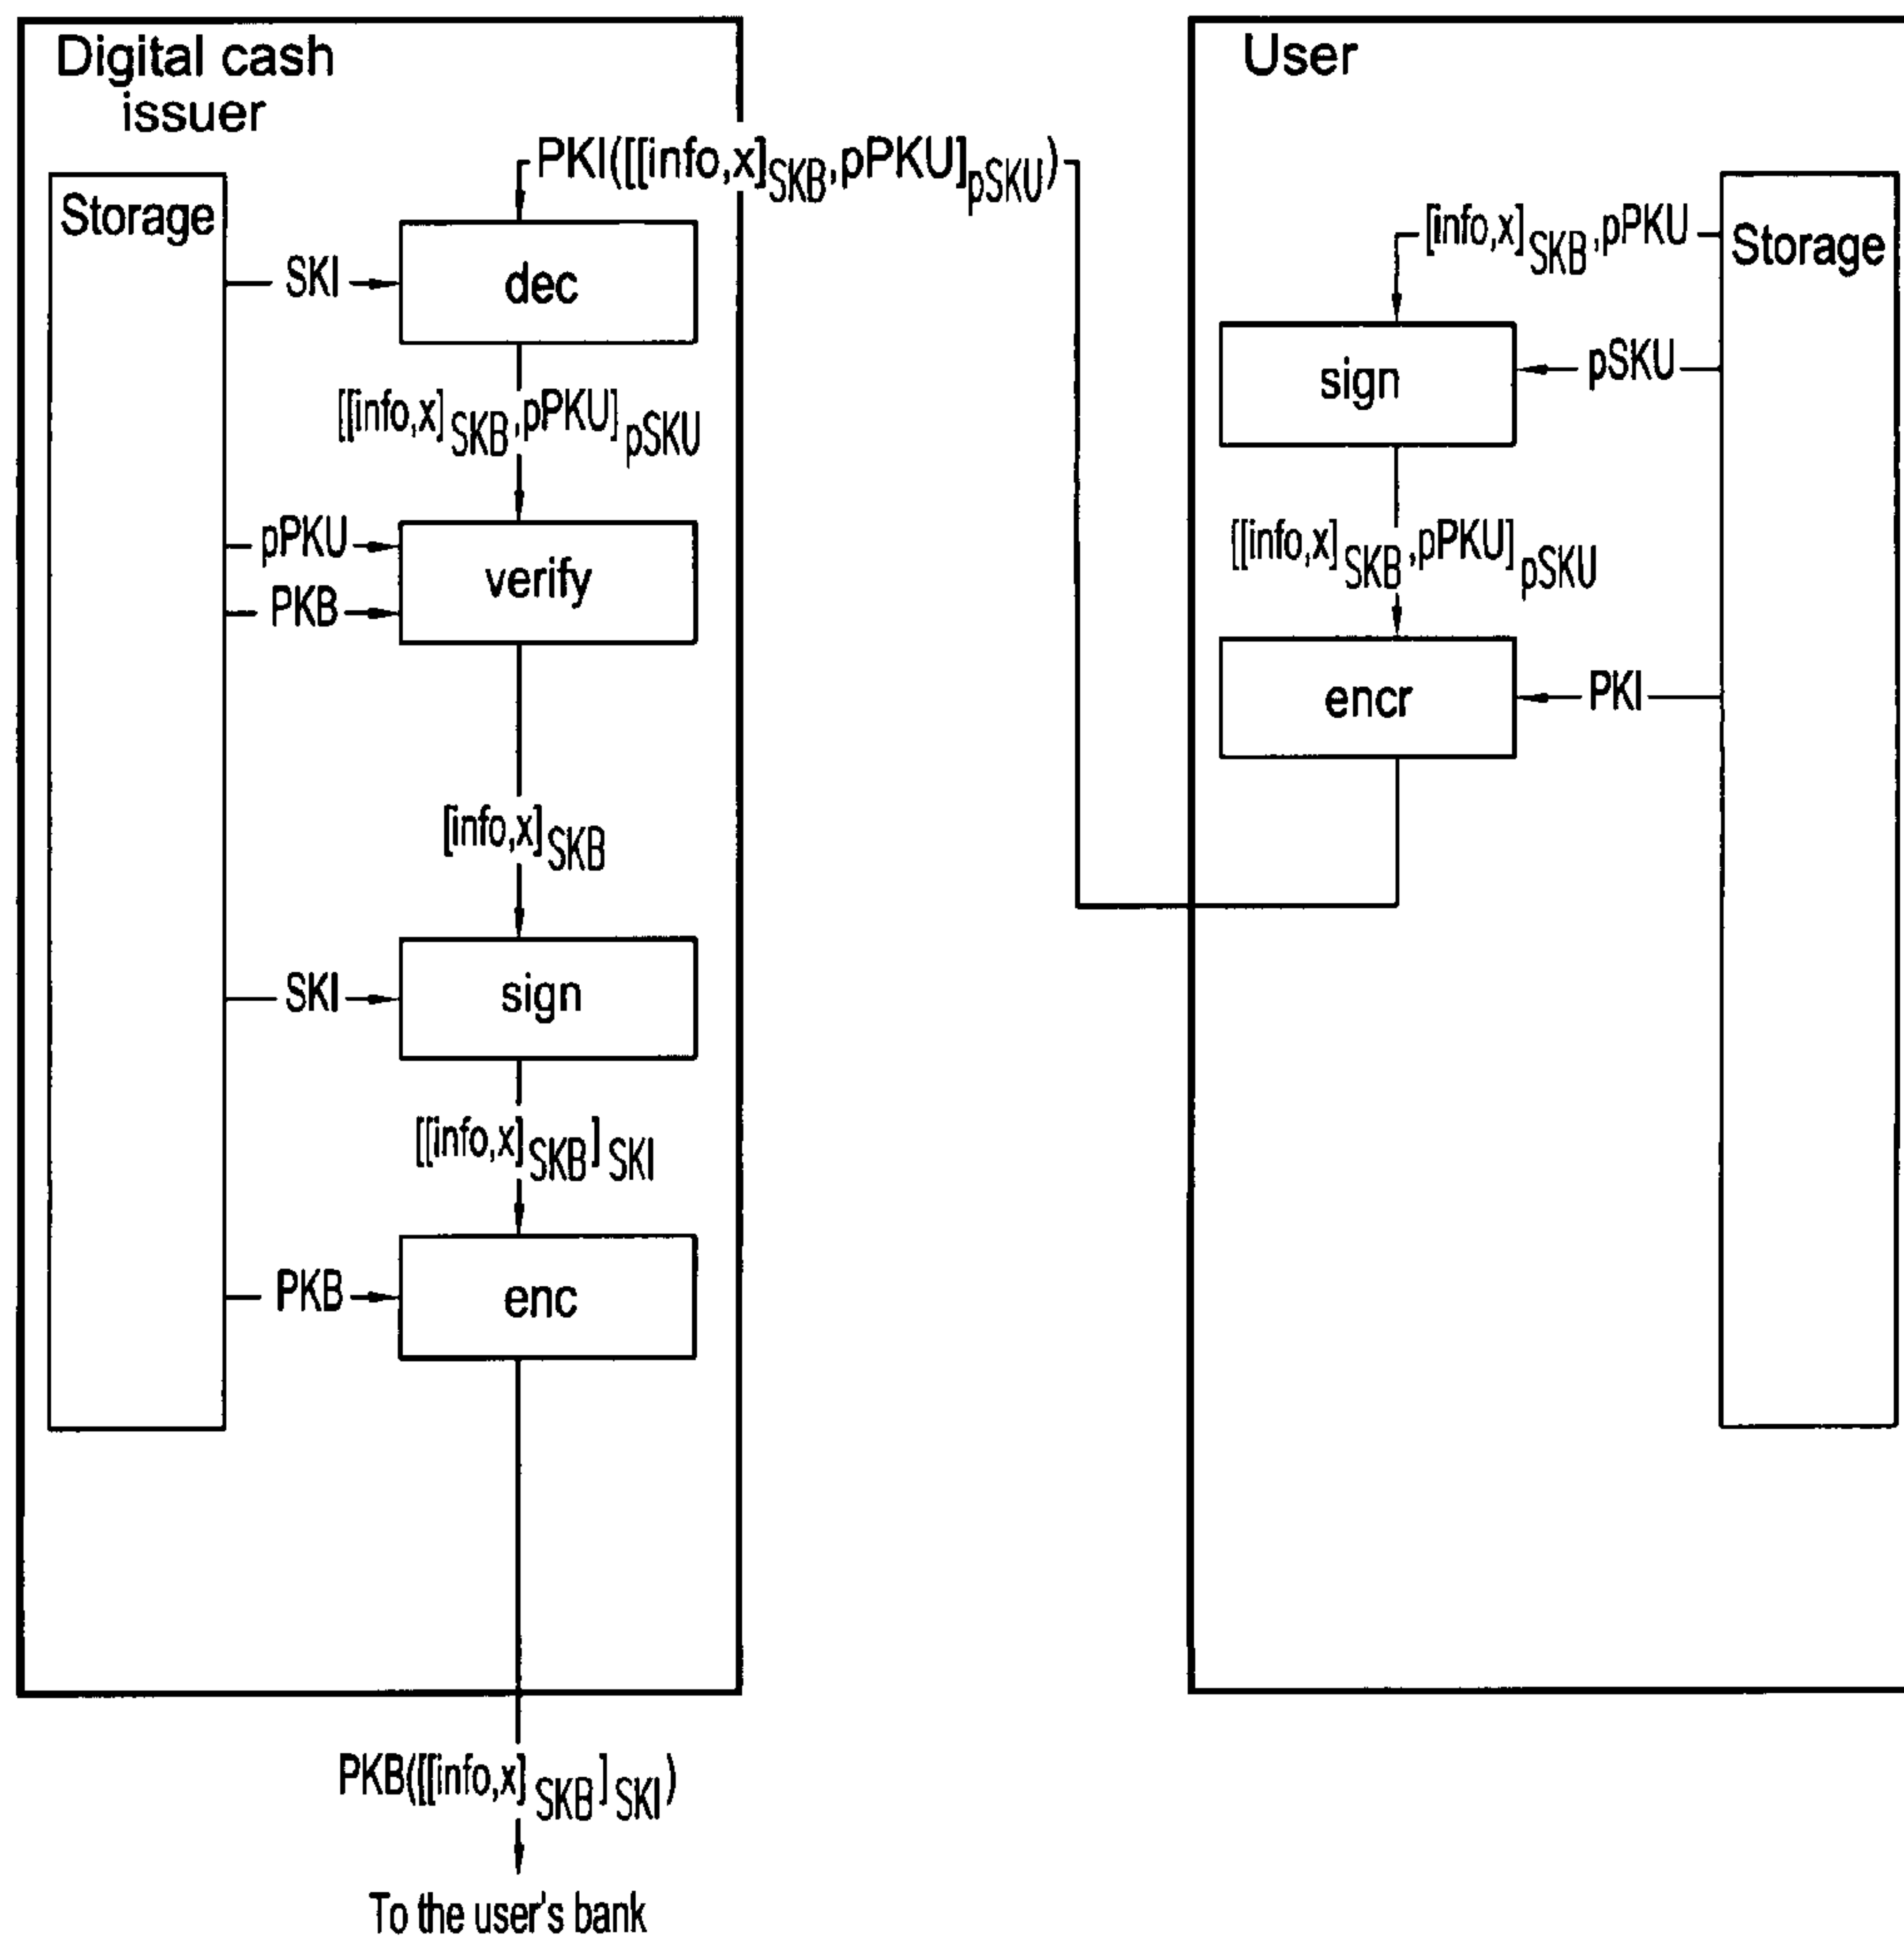 Digital cash
issuer
Storage
PKI([[info,x]SKB,pPKU]pSKU)
SKI
dec
[[info,x]SKB,pPKU]pSKU
pPKU
PKB
verify
[info,x]SKB
SKI
sign
[[info,x]SKB]SKI
PKB
enc
PKB([[info,x]SKB]SKI)
To the user's bank
User
Storage
[info,x]SKB,pPKU
sign
pSKU
[[info,x]SKB,pPKU]pSKU
encr
PKI